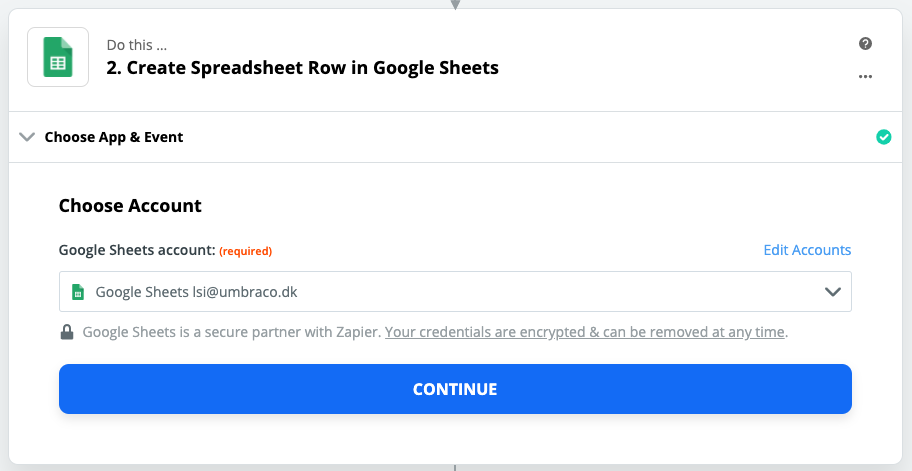 Do this ...
2. Create Spreadsheet Row in Google Sheets
Choose App & Event
Choose Account
Google Sheets account: (required)
Edit Accounts
Google Sheets lsi@umbraco.dk
Google Sheets is a secure partner with Zapier. Your credentials are encrypted & can be removed at any time.
CONTINUE